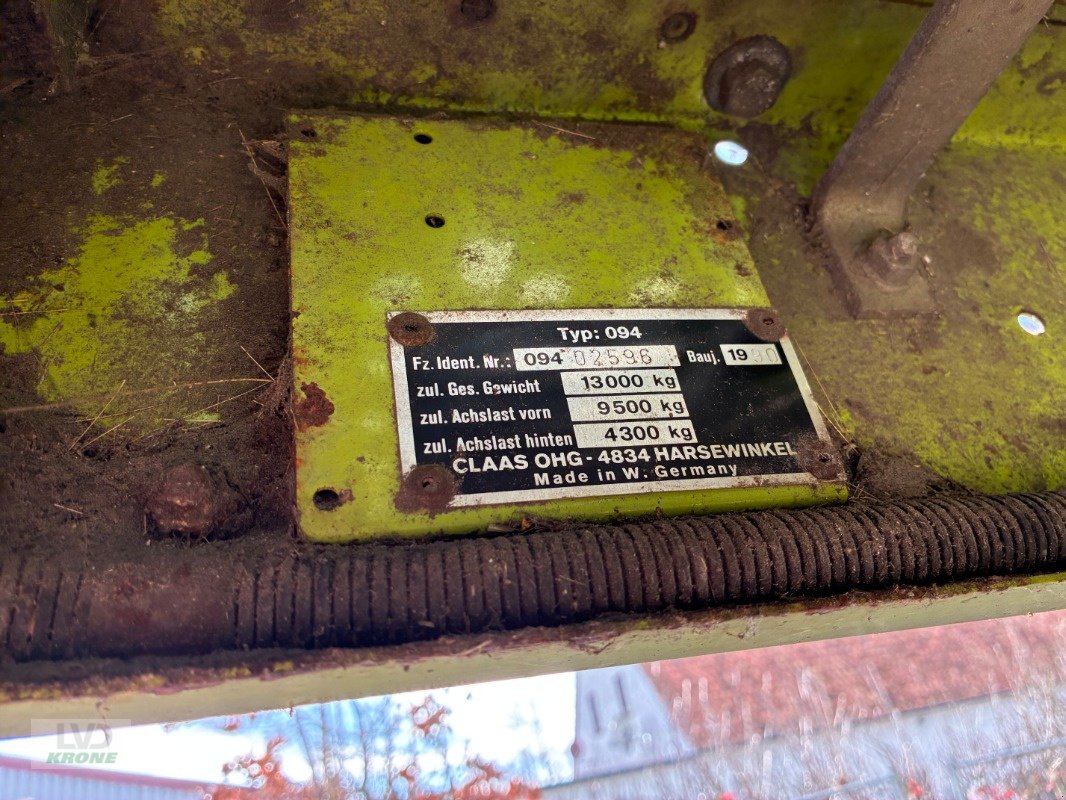 Typ: 094
Fz. Ident. Nr.: 094 02596 Bauj. 1990
zul. Ges. Gewicht 13000 kg
zul. Achslast vorn 9500 kg
zul. Achslast hinten 4300 kg
CLAAS OHG - 4834 HARSEWINKEL
Made in W. Germany
LVD
KRONE